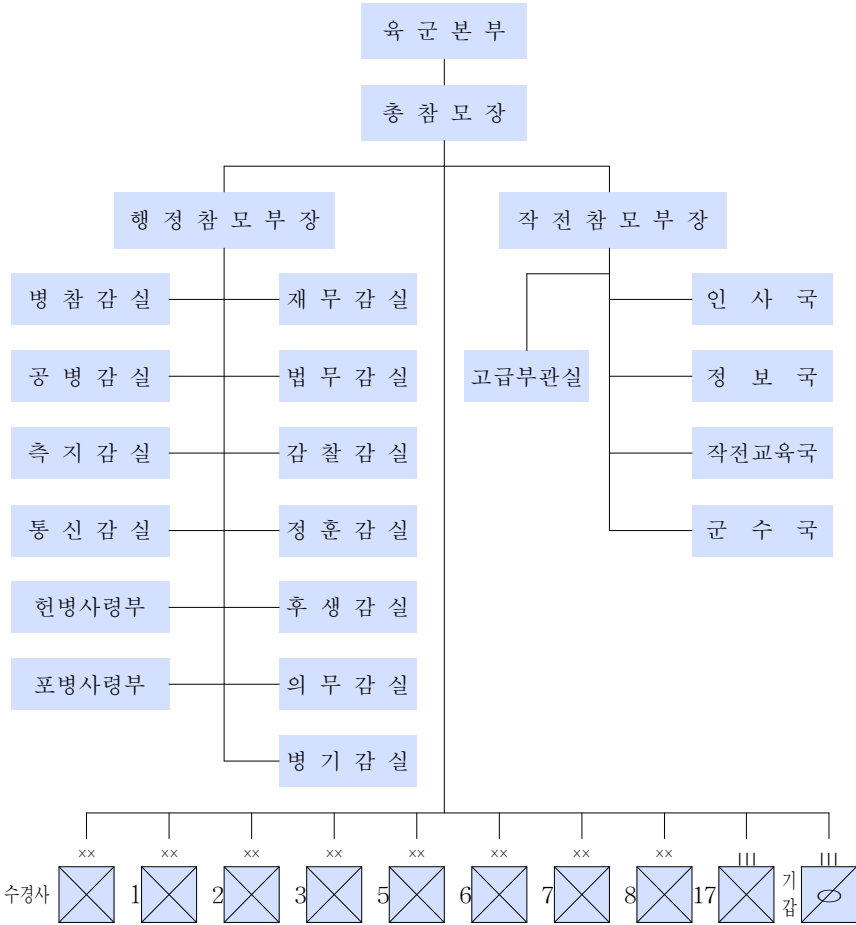 육 군 본 부
총 참 모 장
행 정 참 모 부 장
작 전 참 모 부 장
병 참 감 실
재 무 감 실
인 사 국
공 병 감 실
법 무 감 실
고급부관실
정 보 국
측 지 감 실
감 찰 감 실
작전교육국
통 신 감 실
정 훈 감 실
군 수 국
헌병사령부
후 생 감 실
포병사령부
의 무 감 실
병 기 감 실
×× ×× ×× ×× ×× ×× ×× ×× III III
수경사 1 2 3 5 6 7 8 17 기갑